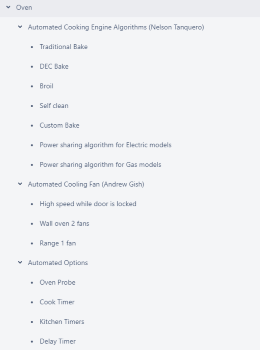 Oven
Automated Cooking Engine Algorithms (Nelson Tanquero)
Traditional Bake
DEC Bake
Broil
Self clean
Custom Bake
Power sharing algorithm for Electric models
Power sharing algorithm for Gas models
Automated Cooling Fan (Andrew Gish)
High speed while door is locked
Wall oven 2 fans
Range 1 fan
Automated Options
Oven Probe
Cook Timer
Kitchen Timers
Delay Timer